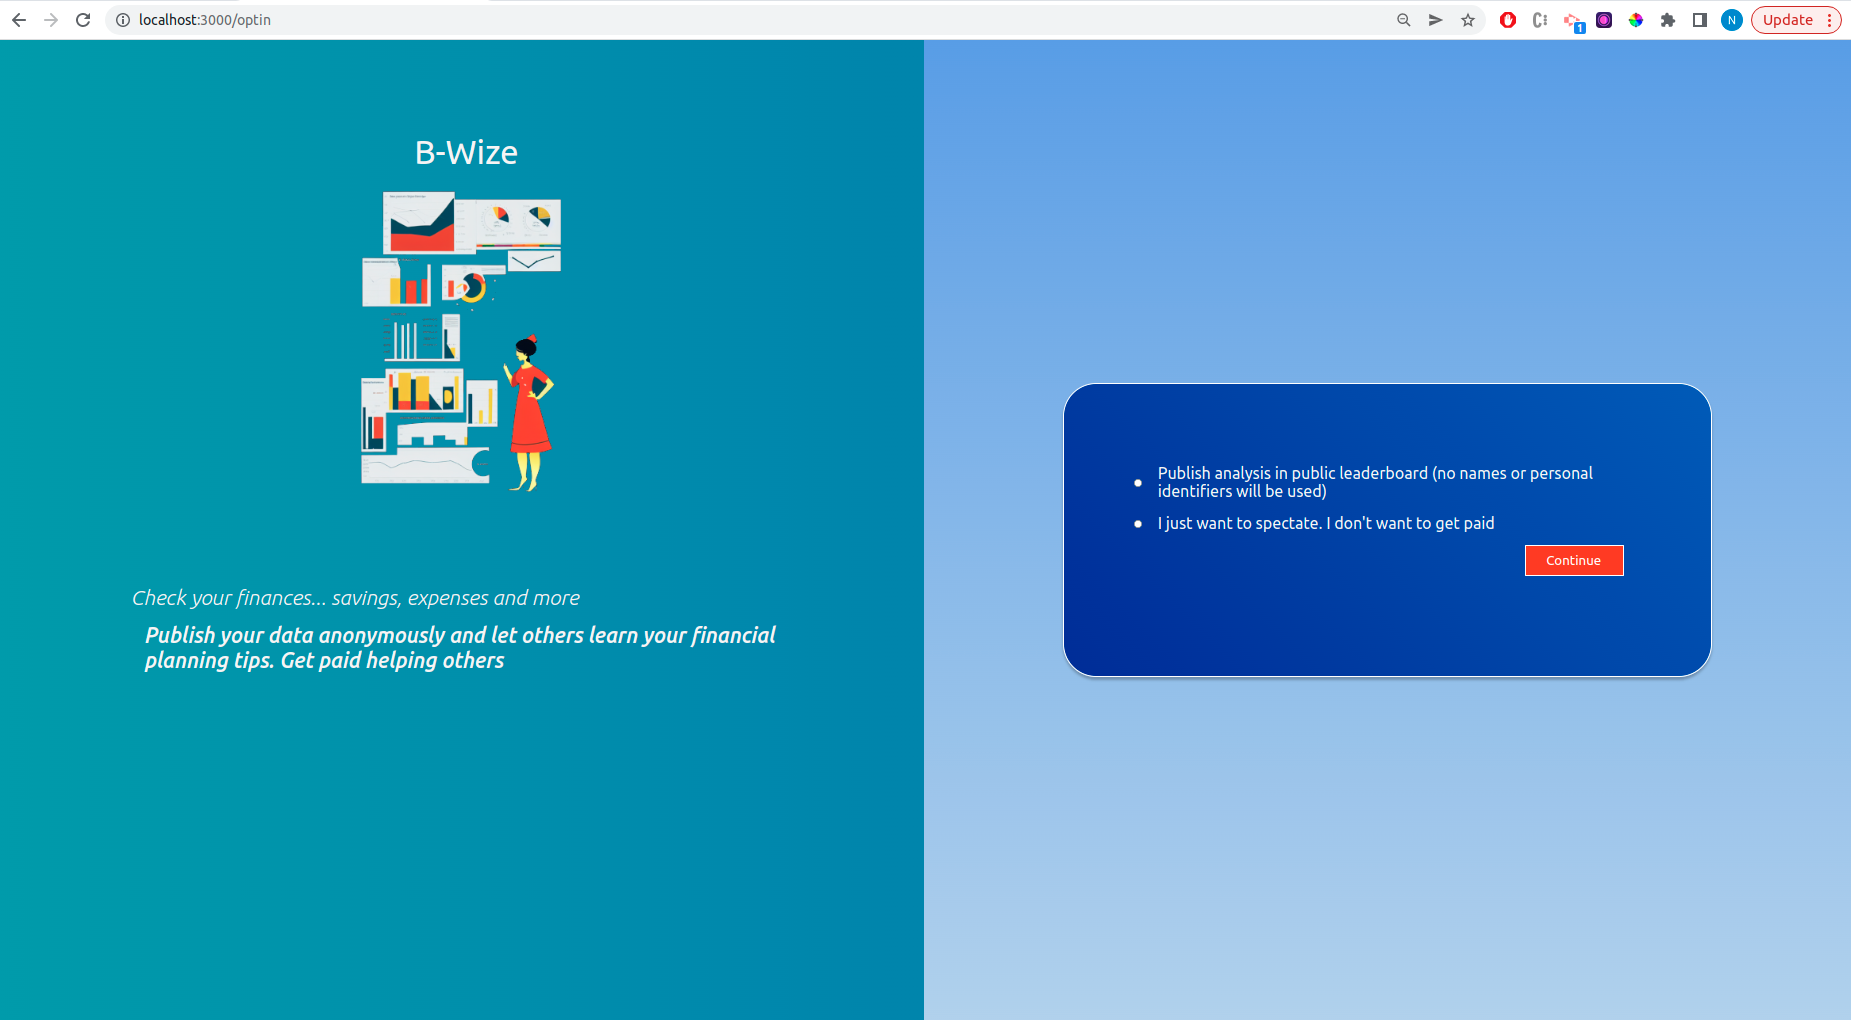 localhost:3000/optin
1
N
Update
B-Wize
Check your finances... savings, expenses and more
Publish your data anonymously and let others learn your financial
planning tips. Get paid helping others
Publish analysis in public leaderboard (no names or personal
identifiers will be used)
I just want to spectate. I don't want to get paid
Continue